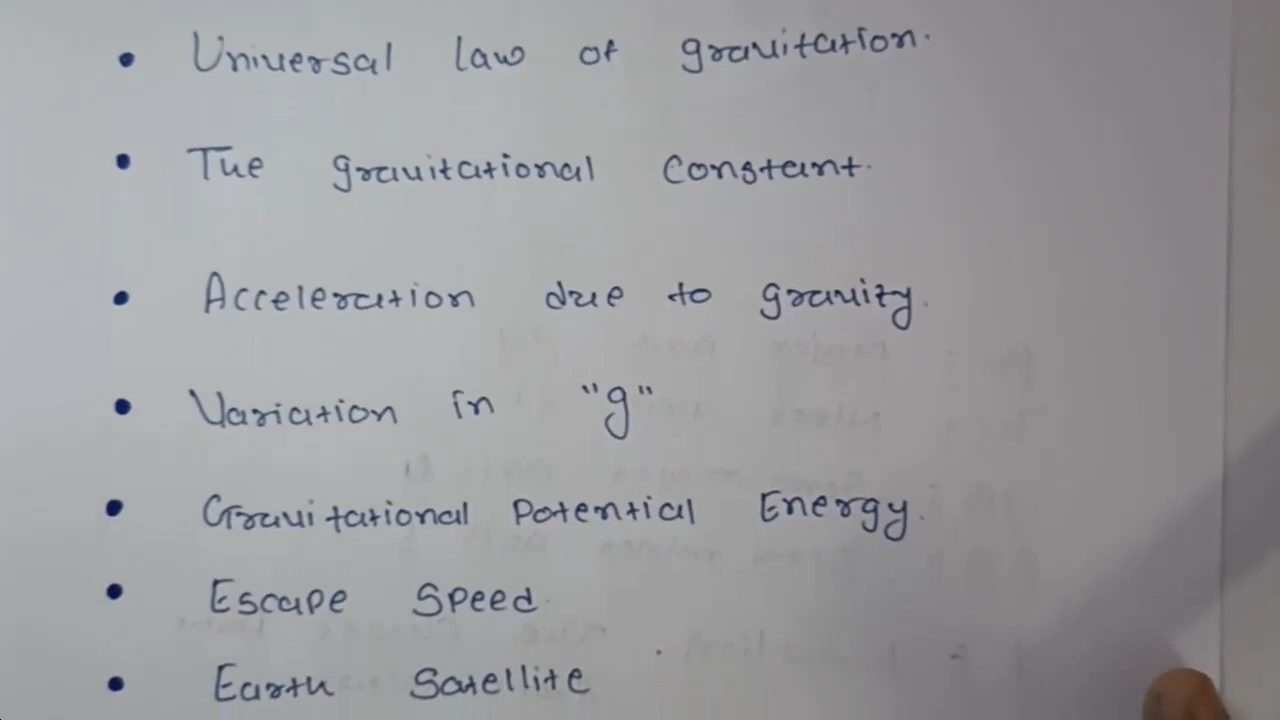 • Universal law of gravitation.
• The gravitational constant.
• Acceleration due to gravity.
• Variation in "g"
• Gravitational Potential Energy.
• Escape Speed.
• Earth Satellite